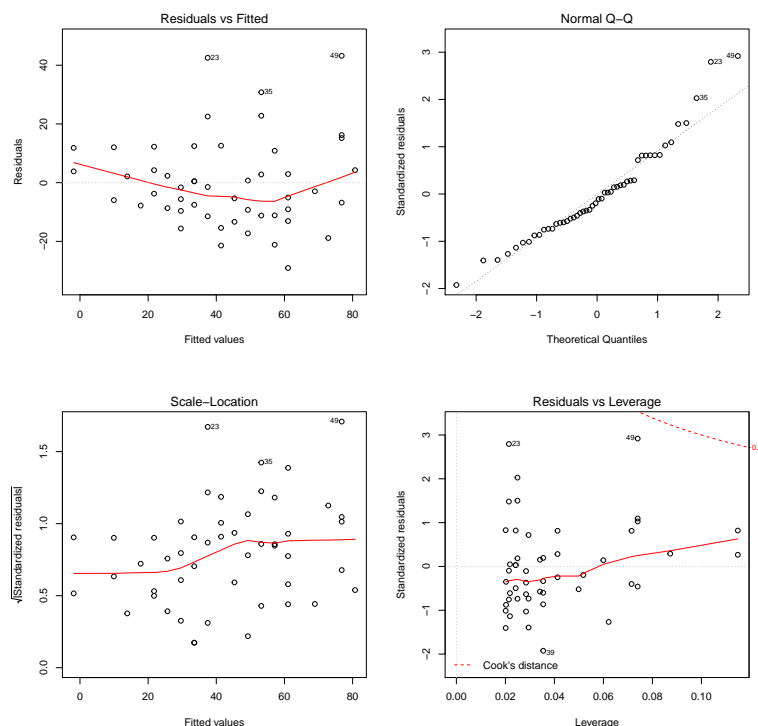 Residuals vs Fitted
Residuals
40
20
0
−20
23
49
35
0 20 40 60 80
Fitted values
Normal Q−Q
Standardized residuals
3
2
1
0
−1
−2
49
23
35
−2 −1 0 1 2
Theoretical Quantiles
Scale−Location
√|Standardized residuals|
1.5
1.0
0.5
0.0
23
49
35
0 20 40 60 80
Fitted values
Residuals vs Leverage
Standardized residuals
3
2
1
0
−1
−2
23
49
39
0.
Cook's distance
0.00 0.02 0.04 0.06 0.08 0.10
Leverage